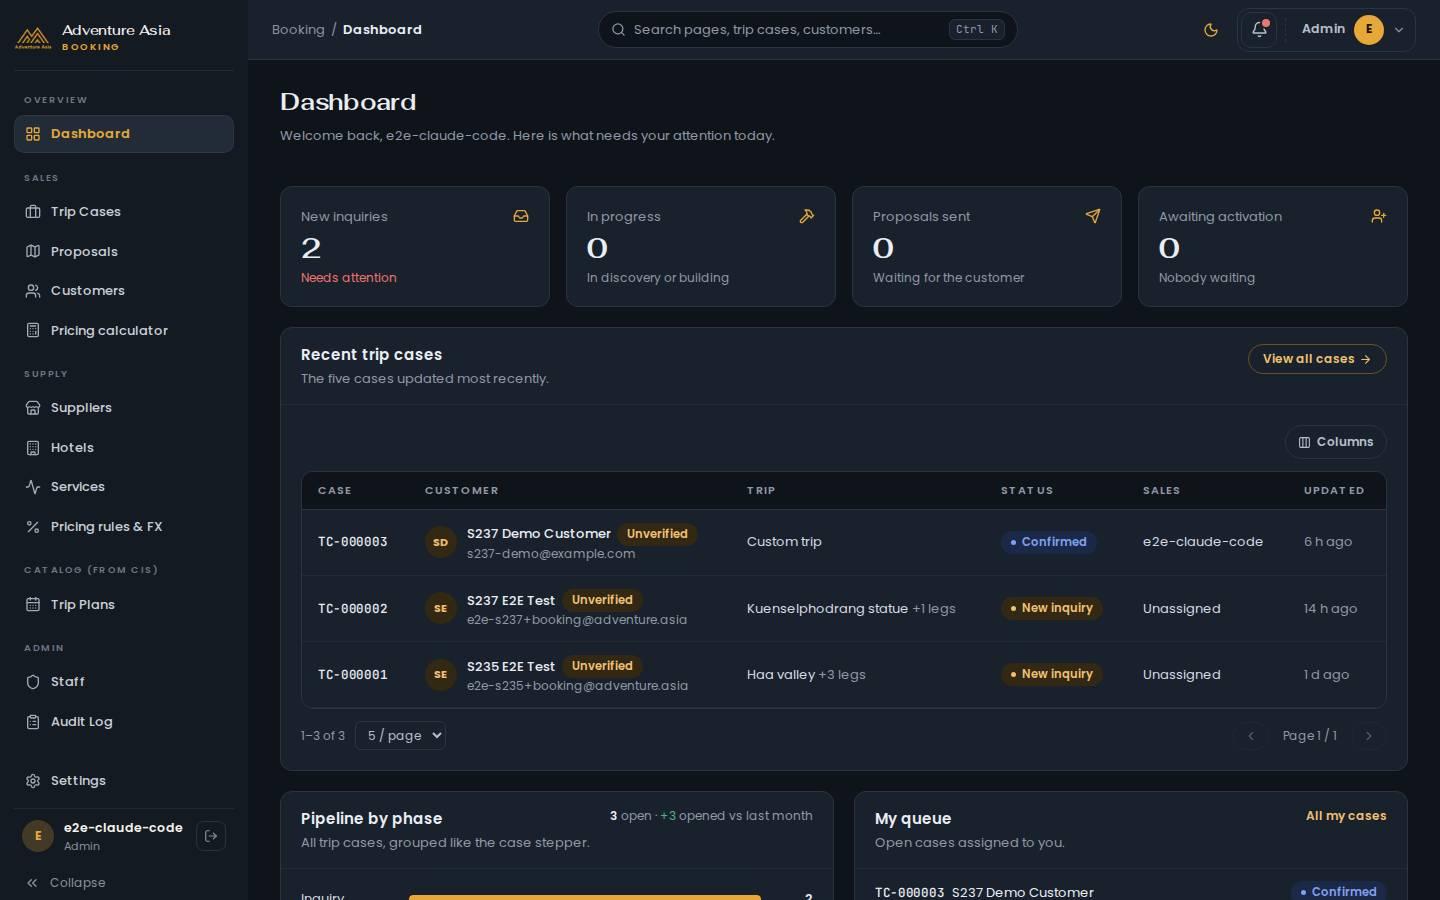 Adventure Asia
BOOKING
Adventure Asia
OVERVIEW
Dashboard
SALES
Trip Cases
Proposals
Customers
Pricing calculator
SUPPLY
Suppliers
Hotels
Services
Pricing rules & FX
CATALOG (FROM CIS)
Trip Plans
ADMIN
Staff
Audit Log
Settings
E
e2e-claude-code
Admin
Collapse
Booking / Dashboard
Search pages, trip cases, customers...
Ctrl K
Admin
E
Dashboard
Welcome back, e2e-claude-code. Here is what needs your attention today.
New inquiries
2
Needs attention
In progress
0
In discovery or building
Proposals sent
0
Waiting for the customer
Awaiting activation
0
Nobody waiting
Recent trip cases
The five cases updated most recently.
View all cases →
Columns
CASE CUSTOMER TRIP STATUS SALES UPDATED
TC-000003 SD S237 Demo Customer Unverified Custom trip Confirmed e2e-claude-code 6 h ago
s237-demo@example.com
TC-000002 SE S237 E2E Test Unverified Kuenselphodrang statue +1 legs New inquiry Unassigned 14 h ago
e2e-s237+booking@adventure.asia
TC-000001 SE S235 E2E Test Unverified Haa valley +3 legs New inquiry Unassigned 1 d ago
e2e-s235+booking@adventure.asia
1–3 of 3 5 / page
Page 1 / 1
Pipeline by phase
3 open · +3 opened vs last month
All trip cases, grouped like the case stepper.
Inquiry 2
My queue
All my cases
Open cases assigned to you.
TC-000003 S237 Demo Customer Confirmed